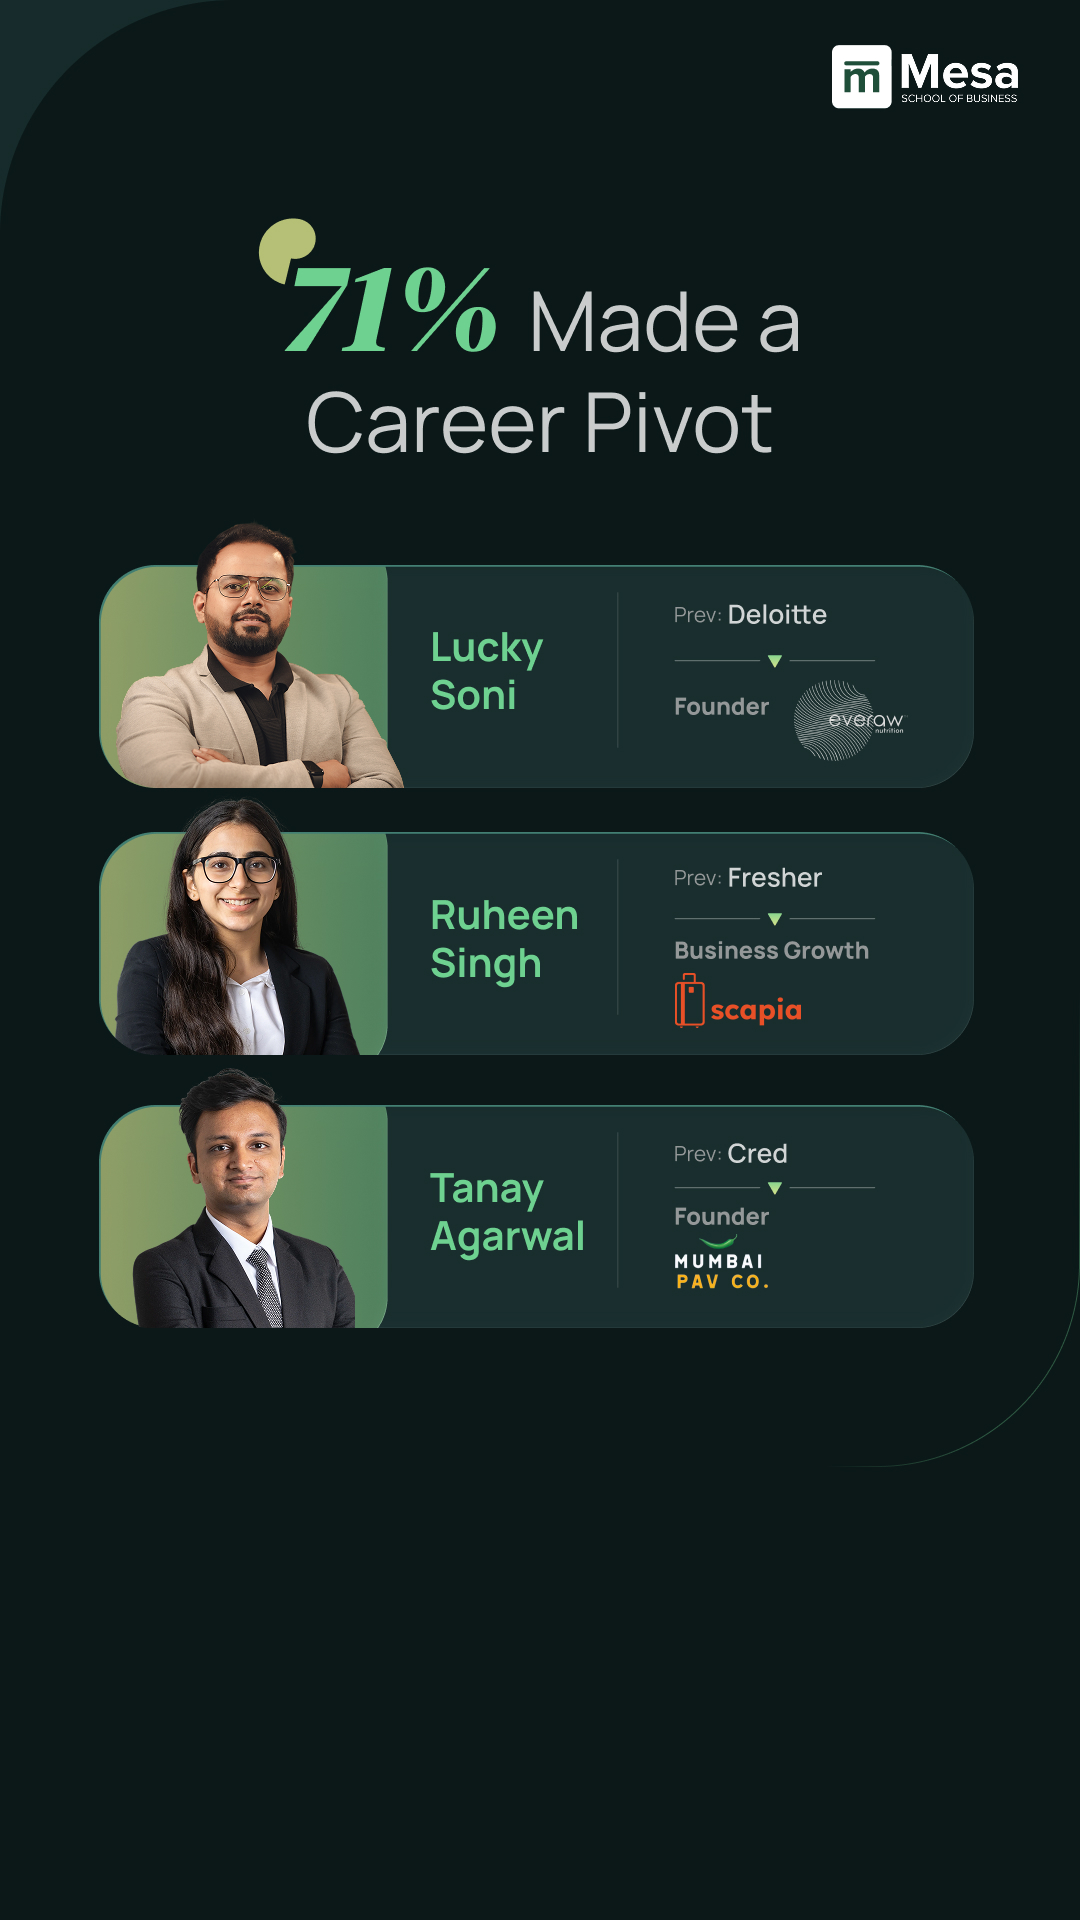 m Mesa
SCHOOL OF BUSINESS
71% Made a
Career Pivot
Lucky
Soni
Prev: Deloitte
Founder
everaw
nutrition
Ruheen
Singh
Prev: Fresher
Business Growth
scapia
Tanay
Agarwal
Prev: Cred
Founder
MUMBAI
PAV CO.